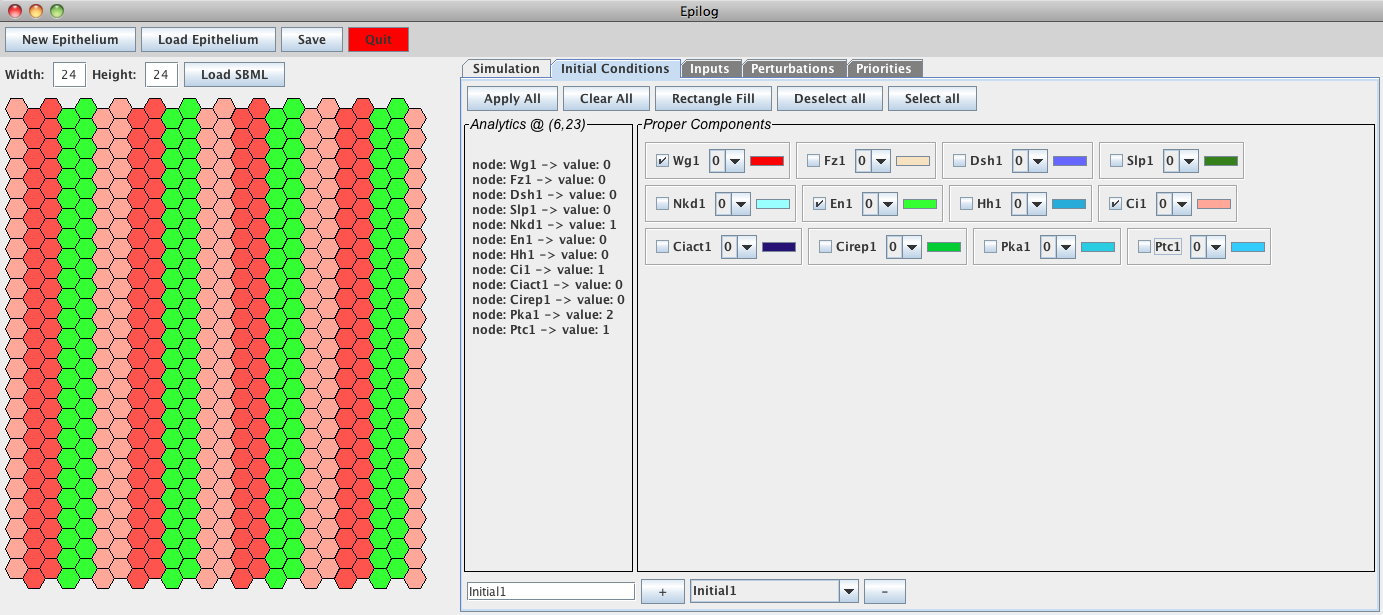 Epilog
New Epithelium Load Epithelium Save Quit
Width: 24 Height: 24 Load SBML
Simulation Initial Conditions Inputs Perturbations Priorities
Apply All Clear All Rectangle Fill Deselect all Select all
Analytics @ (6,23)
node: Wg1 -> value: 0
node: Fz1 -> value: 0
node: Dsh1 -> value: 0
node: Slp1 -> value: 0
node: Nkd1 -> value: 1
node: En1 -> value: 0
node: Hh1 -> value: 0
node: Ci1 -> value: 1
node: Ciact1 -> value: 0
node: Cirep1 -> value: 0
node: Pka1 -> value: 2
node: Ptc1 -> value: 1
Proper Components
Wg1 0 Fz1 0 Dsh1 0 Slp1 0
Nkd1 0 En1 0 Hh1 0 Ci1 0
Ciact1 0 Cirep1 0 Pka1 0 Ptc1 0
Initial1 + Initial1 -